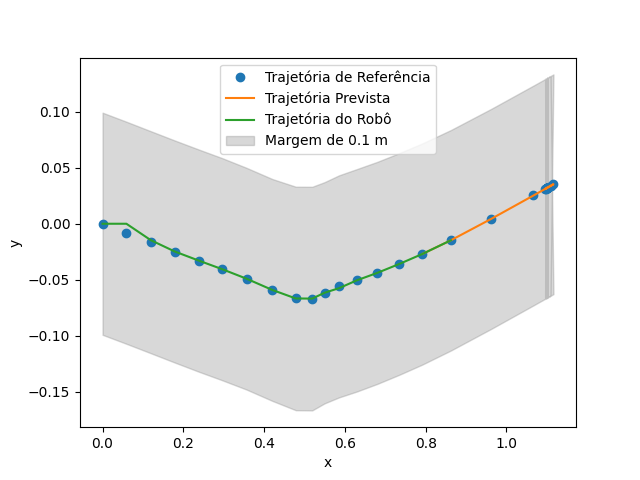 Trajetória de Referência
Trajetória Prevista
Trajetória do Robô
Margem de 0.1 m
0.10
0.05
0.00
−0.05
−0.10
−0.15
y
0.0 0.2 0.4 0.6 0.8 1.0
x